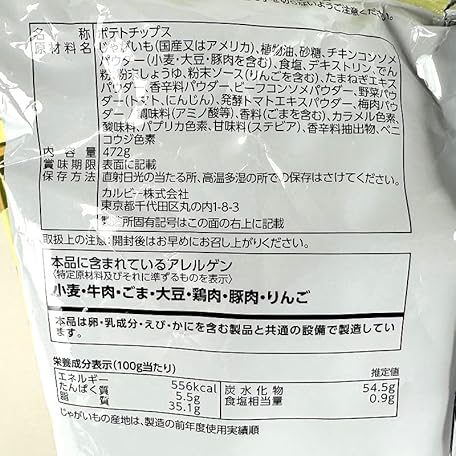 切り口で手を切らないようご注意ください。
名　称 ポテトチップス
原材料名 じゃがいも(国産又はアメリカ)、植物油、砂糖、チキンコンソメ
パウダー(小麦・大豆・豚肉を含む)、食塩、デキストリン、でん
粉、粉末しょうゆ、粉末ソース(りんごを含む)、たまねぎエキス
パウダー、香辛料パウダー、ビーフコンソメパウダー、野菜パウ
ダー(トマト、にんじん)、発酵トマトエキスパウダー、梅肉パウ
ダー／調味料(アミノ酸等)、香料(ごまを含む)、カラメル色素、
酸味料、パプリカ色素、甘味料(ステビア)、香辛料抽出物、ベニ
コウジ色素
内容量 472g
賞味期限 表面に記載
保存方法 直射日光の当たる所、高温多湿の所での保存はさけてください。
カルビー株式会社
東京都千代田区丸の内1-8-3
製造所固有記号はこの面の右上に記載
取扱上の注意:開封後はお早めにお召し上がりください。
本品に含まれているアレルゲン
(特定原材料及びそれに準ずるものを表示)
小麦・牛肉・ごま・大豆・鶏肉・豚肉・りんご
本品は卵・乳成分・えび・かにを含む製品と共通の設備で製造してい
ます。
栄養成分表示(100g当たり) 推定値
エネルギー 556kcal 炭水化物 54.5g
たんぱく質 5.5g 食塩相当量 0.9g
脂質 35.1g
じゃがいもの産地は、製造の前年度使用実績順